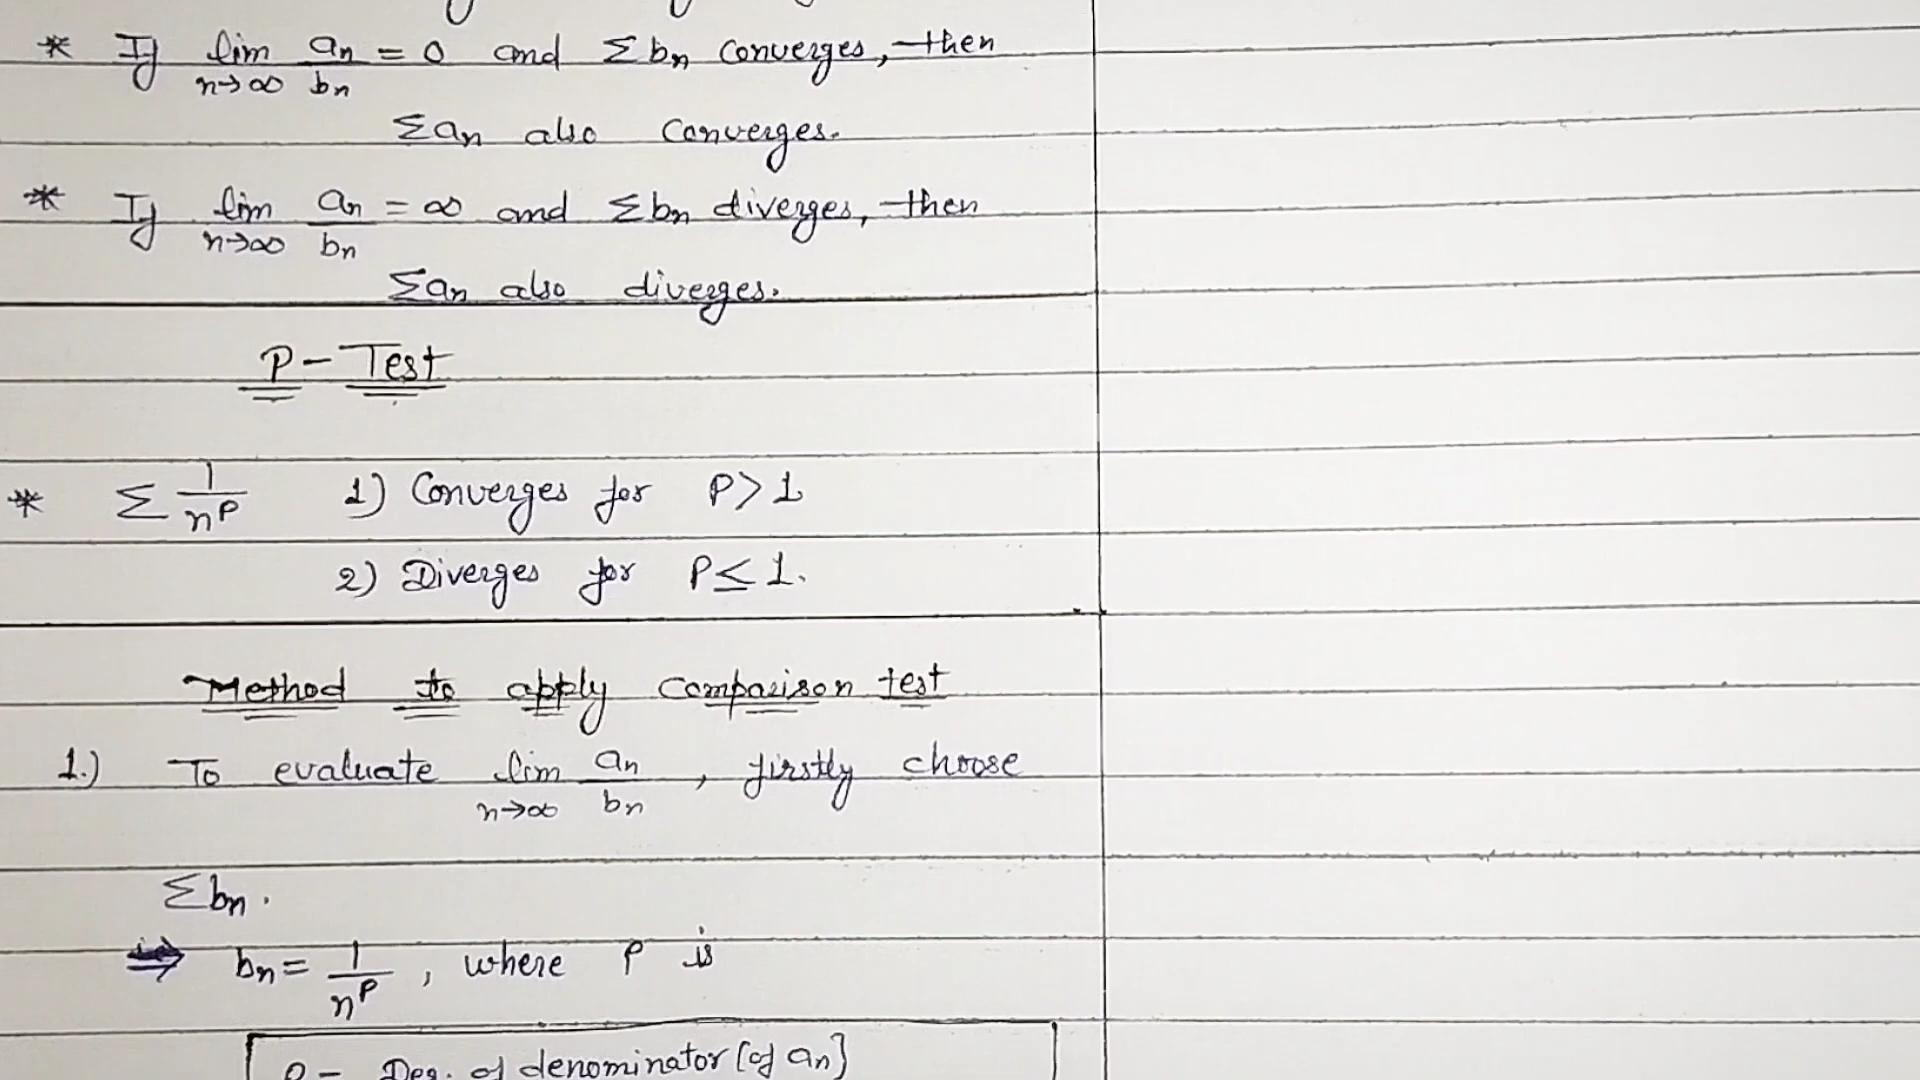 * If lim an/bn = 0 and Σbn converges, then
n→∞
Σan also converges.
* If lim an/bn = ∞ and Σbn diverges, then
n→∞
Σan also diverges.
P - Test
* Σ 1/n^P 1) Converges for P > 1
2) Diverges for P ≤ 1.
Method to apply comparison test
1.) To evaluate lim an/bn , firstly choose
n→∞
Σbn.
⇒ bn = 1/n^P , where P is
P = Deg. of denominator (of an]